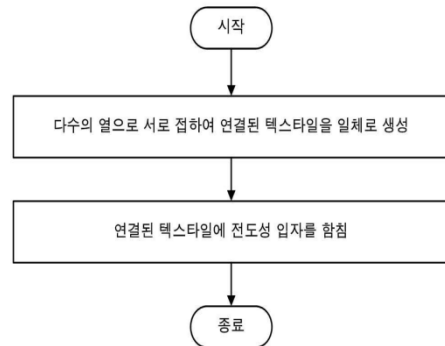 시작
다수의 열으로 서로 접하여 연결된 텍스타일을 일체로 생성
연결된 텍스타일에 전도성 입자를 함침
종료